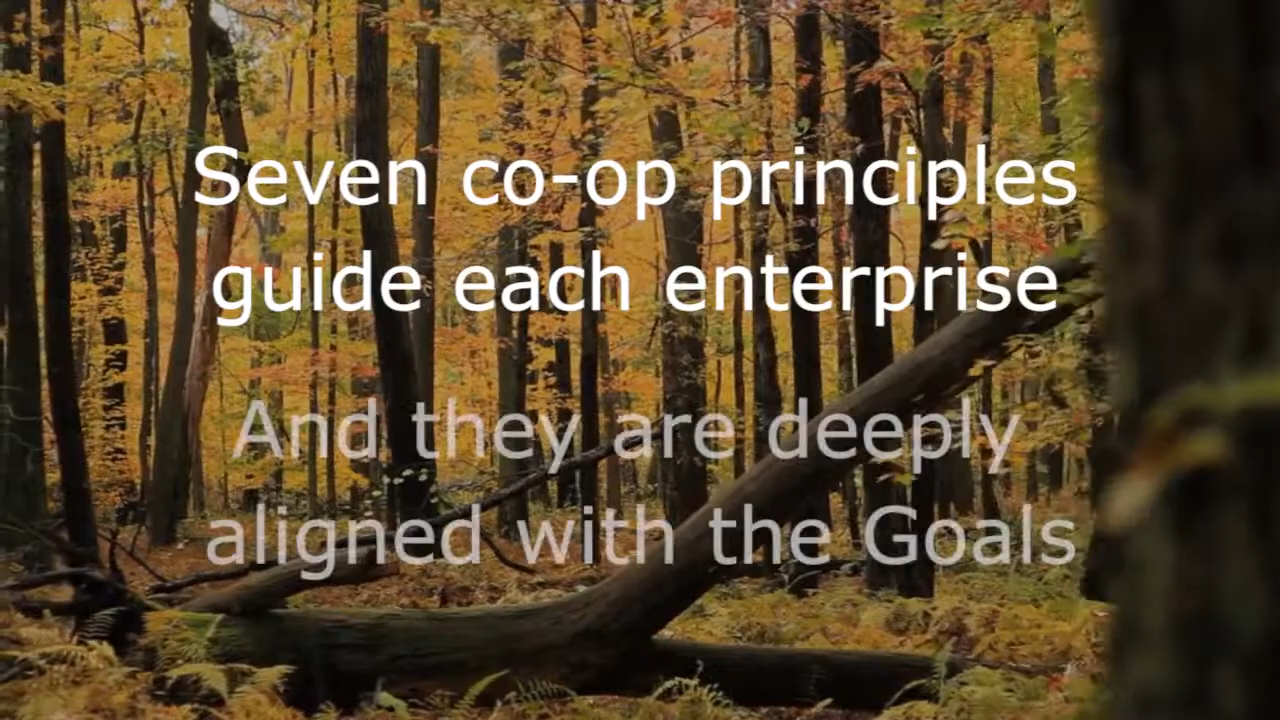 Seven co-op principles
guide each enterprise
And they are deeply
aligned with the Goals